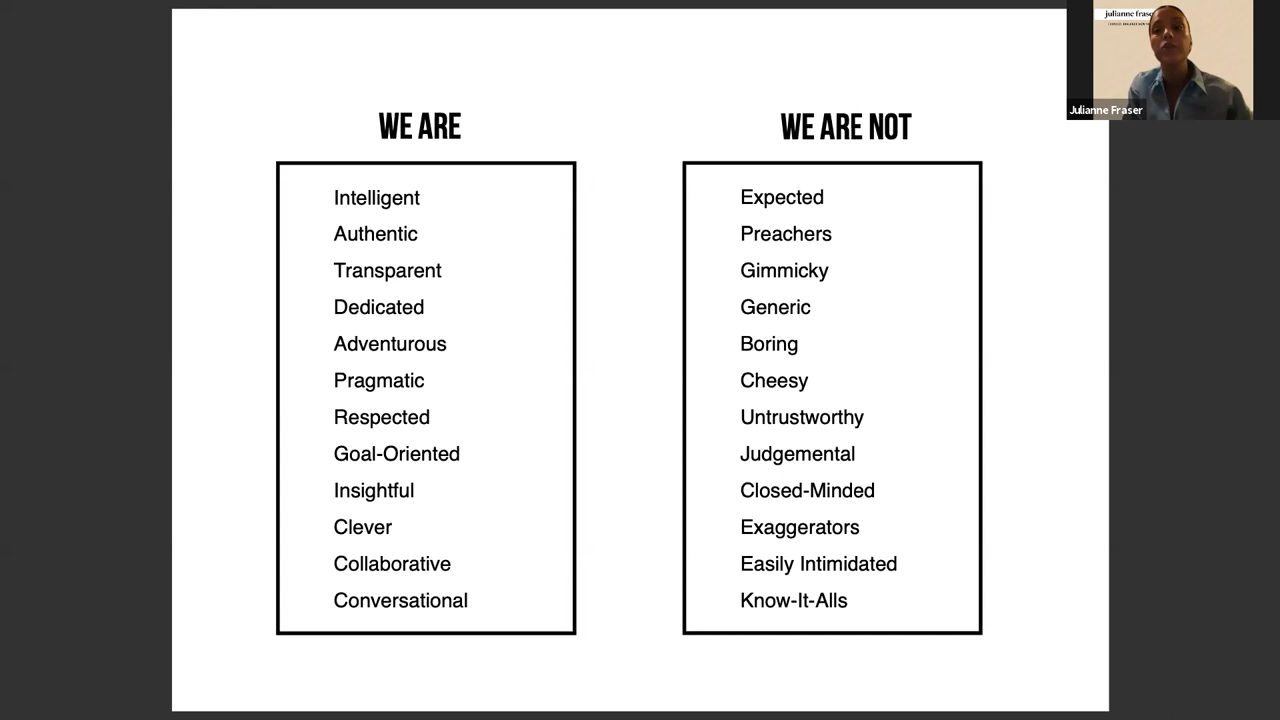 WE ARE
Intelligent
Authentic
Transparent
Dedicated
Adventurous
Pragmatic
Respected
Goal-Oriented
Insightful
Clever
Collaborative
Conversational
WE ARE NOT
Expected
Preachers
Gimmicky
Generic
Boring
Cheesy
Untrustworthy
Judgemental
Closed-Minded
Exaggerators
Easily Intimidated
Know-It-Alls
julianne
Julianne Fraser